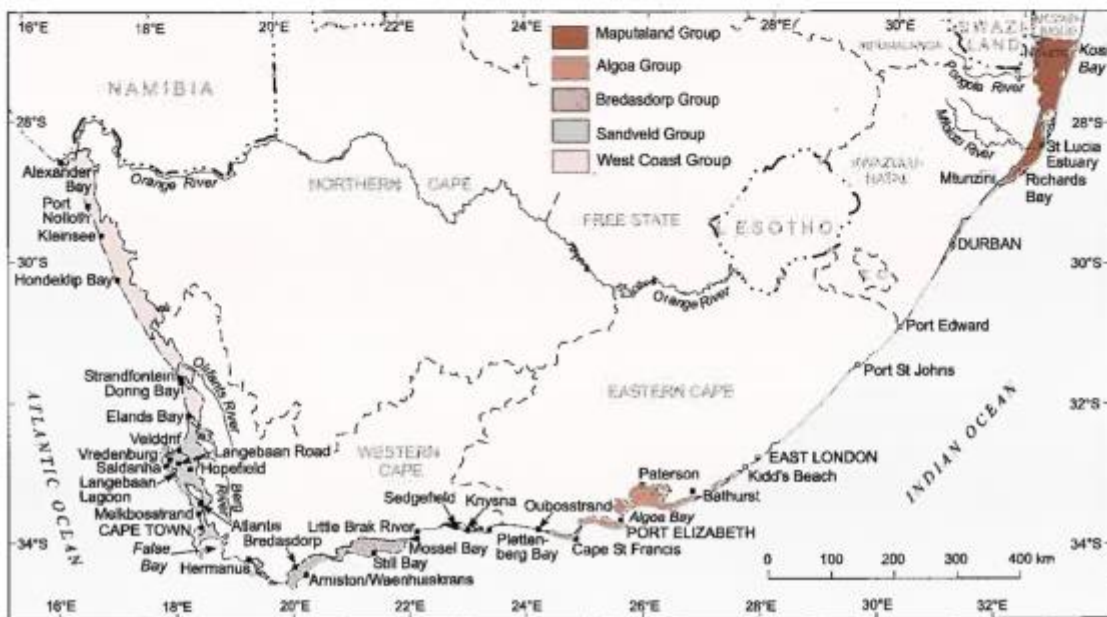 16°E
18°E
20°E
22°E
24°E
26°E
28°E
30°E
Maputaland Group
Algoa Group
Bredasdorp Group
Sandveld Group
West Coast Group
SWAZI
LAND
Pongola River
Kosi
Bay
NAMIBIA
28°S
28°S
Orange River
NORTHERN CAPE
FREE STATE
LESOTHO
Mfolozi River
Mtunzini
St Lucia
Estuary
Richards
Bay
Alexander
Bay
Port
Nolloth
Kleinsee
Hondeklip Bay
DURBAN
30°S
30°S
Orange River
E.C.
Port Edward
Port St Johns
Strandfontein
Doring Bay
Olifants River
Elands Bay
EASTERN CAPE
32°S
32°S
ATLANTIC OCEAN
INDIAN OCEAN
Velddrif
Vredenburg
Saldanha
Langebaan
Lagoon
Langebaan Road
Hopefield
Berg
River
Melkbosstrand
CAPE TOWN
Atlantis
False
Bay
WESTERN
CAPE
Sedgefield
Knysna
Oubosstrand
Paterson
EAST LONDON
Kidd's Beach
Bathurst
Algoa Bay
PORT ELIZABETH
Bredasdorp
Little Brak River
Mossel Bay
Pletten-
berg Bay
Cape St Francis
Still Bay
Hermanus
Arniston/Waenhuiskrans
34°S
34°S
0 100 200 300 400 km
16°E
18°E
20°E
22°E
24°E
26°E
28°E
30°E
32°E